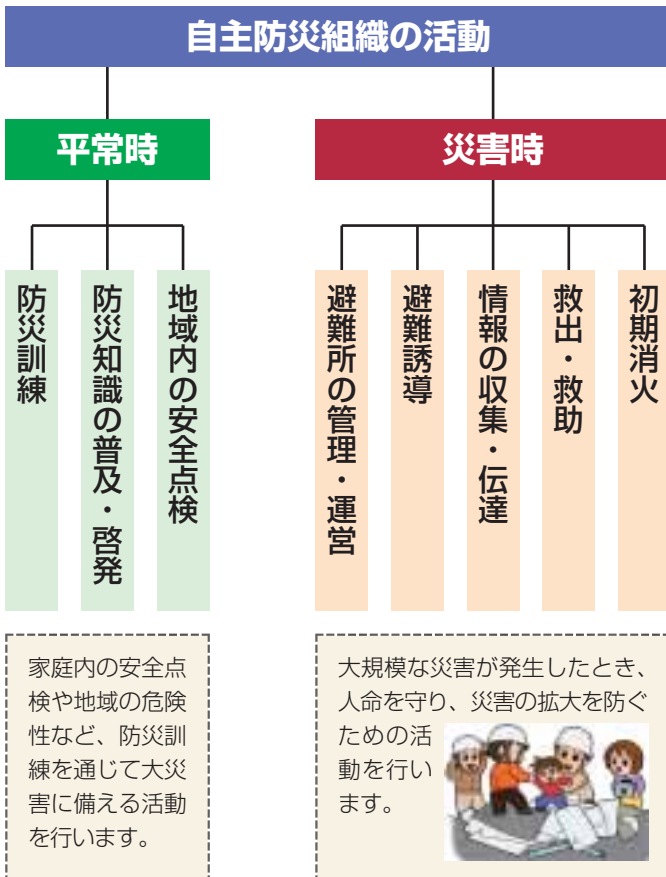 自主防災組織の活動
平常時
災害時
防災訓練
防災知識の普及・啓発
地域内の安全点検
避難所の管理・運営
避難誘導
情報の収集・伝達
救出・救助
初期消火
家庭内の安全点
検や地域の危険
性など、防災訓
練を通じて大災
害に備える活動
を行います。
大規模な災害が発生したとき、
人命を守り、災害の拡大を防ぐ
ための活
動を行い
ます。